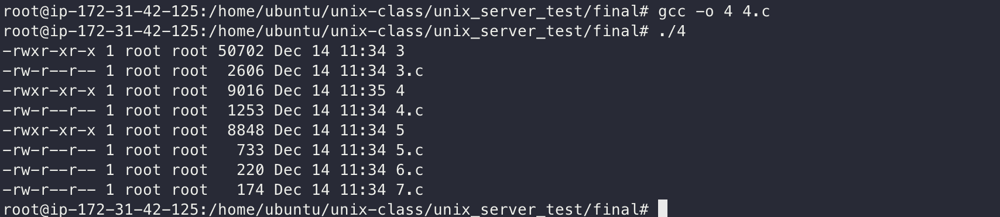 root@ip-172-31-42-125:/home/ubuntu/unix-class/unix_server_test/final# gcc -o 4 4.c
root@ip-172-31-42-125:/home/ubuntu/unix-class/unix_server_test/final# ./4
-rwxr-xr-x 1 root root 50702 Dec 14 11:34 3
-rw-r--r-- 1 root root  2606 Dec 14 11:34 3.c
-rwxr-xr-x 1 root root  9016 Dec 14 11:35 4
-rw-r--r-- 1 root root  1253 Dec 14 11:34 4.c
-rwxr-xr-x 1 root root  8848 Dec 14 11:34 5
-rw-r--r-- 1 root root   733 Dec 14 11:34 5.c
-rw-r--r-- 1 root root   220 Dec 14 11:34 6.c
-rw-r--r-- 1 root root   174 Dec 14 11:34 7.c
root@ip-172-31-42-125:/home/ubuntu/unix-class/unix_server_test/final#